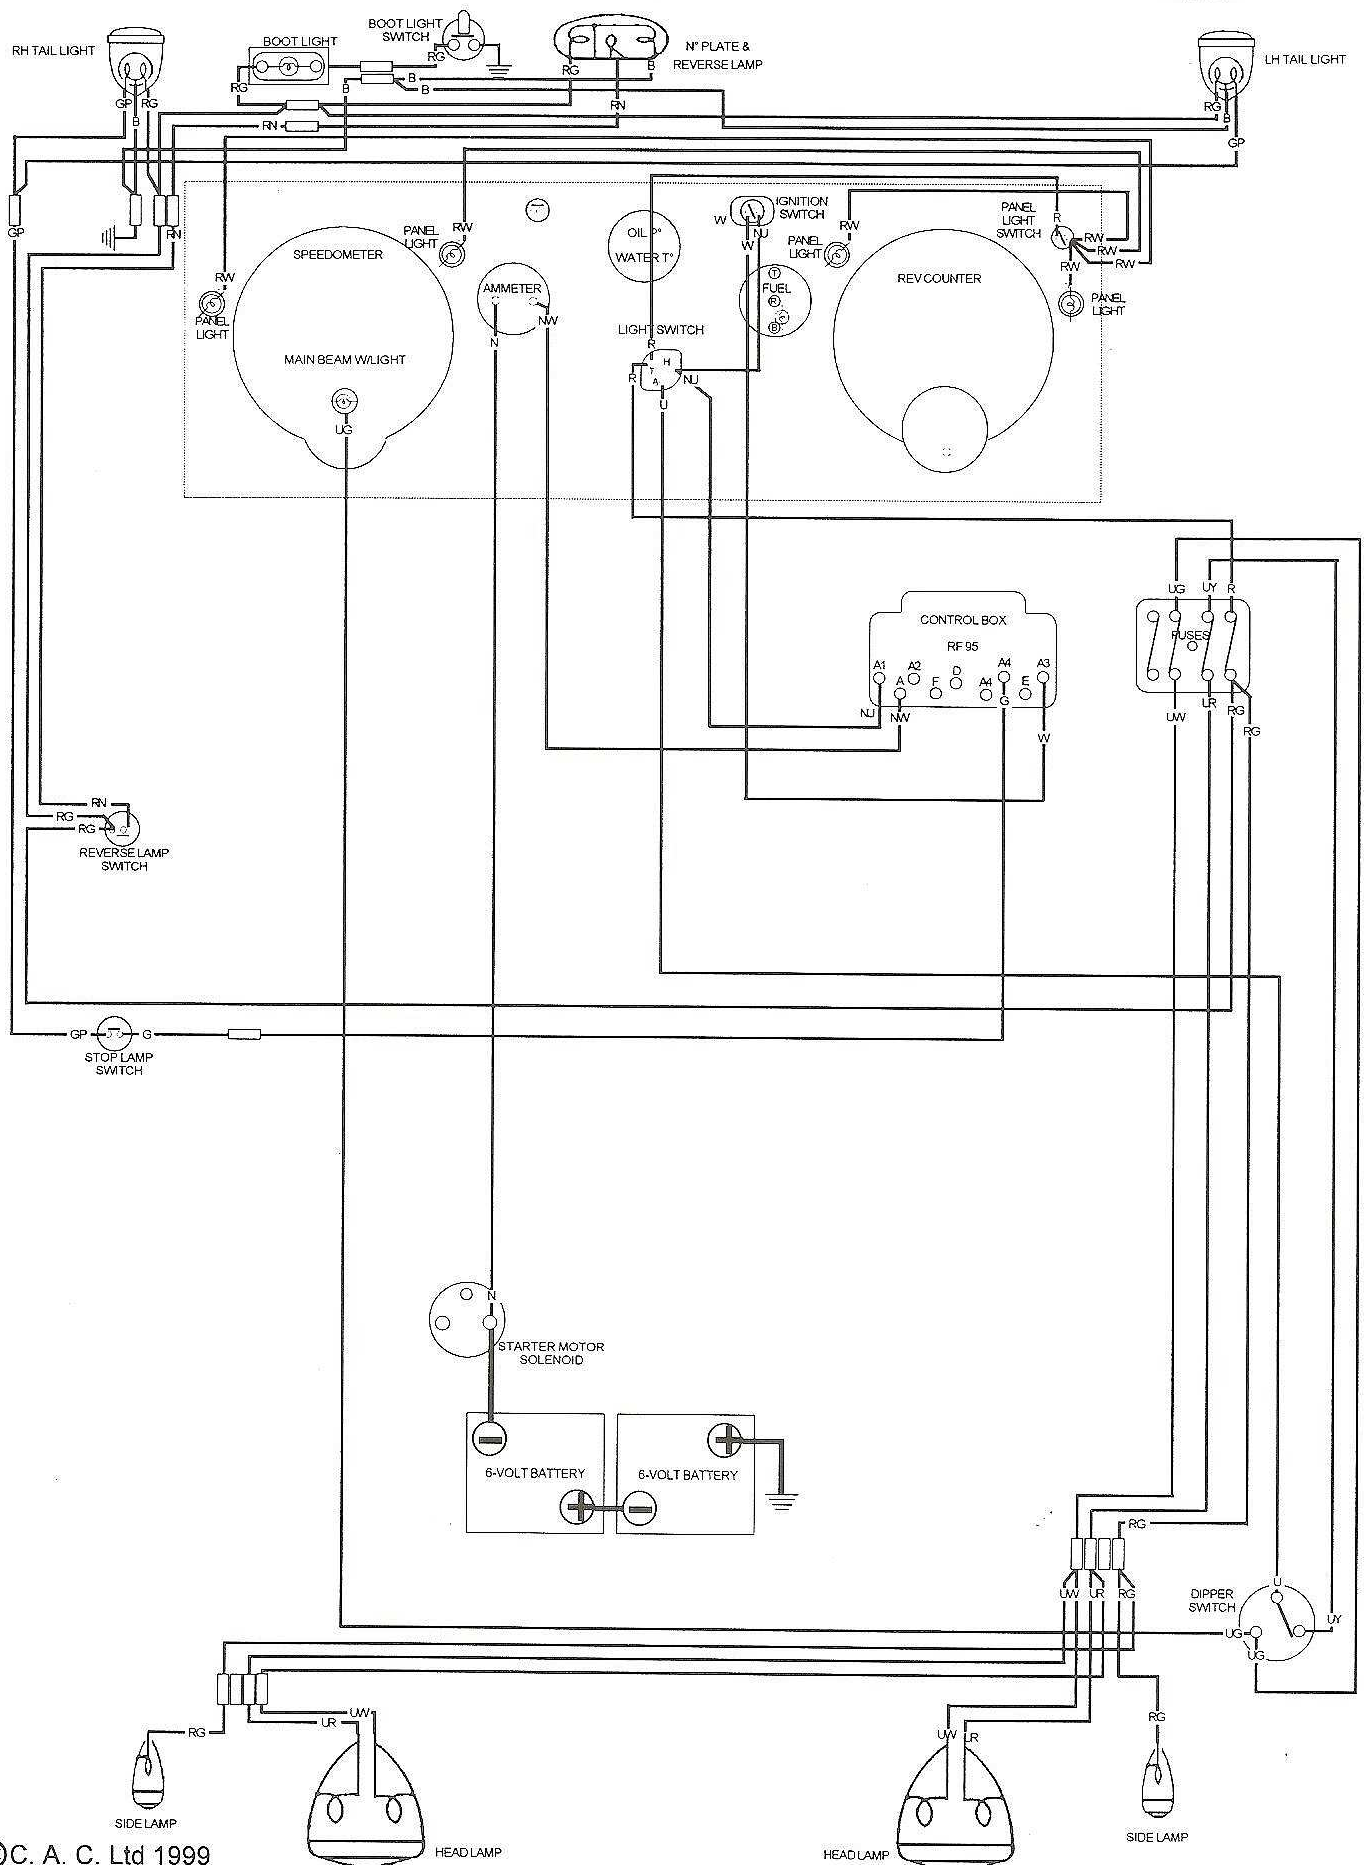 RH TAIL LIGHT
BOOT LIGHT
BOOT LIGHT
SWITCH
N° PLATE &
REVERSE LAMP
LH TAIL LIGHT
RG
RG
B
RG
B
B
B
GP
RG
B
RN
RN
RG
B
GP
GP
RN
RW
PANEL
LIGHT
SPEEDOMETER
MAIN BEAM W/LIGHT
UG
PANEL
LIGHT
RW
AMMETER
N
NW
OIL P°
WATER T°
LIGHT SWITCH
R
R
T
H
A
U
NU
W
W
NU
IGNITION
SWITCH
T
FUEL
R
B
PANEL
LIGHT
RW
REV COUNTER
PANEL
LIGHT
SWITCH
R
RW
RW
RW
RW
PANEL
LIGHT
UG
UY
R
FUSES
UW
UR
RG
RG
CONTROL BOX
RF 95
A1
A
A2
F
D
A4
A4
E
A3
NU
NW
G
W
RN
RG
RG
REVERSE LAMP
SWITCH
GP
G
STOP LAMP
SWITCH
N
STARTER MOTOR
SOLENOID
6-VOLT BATTERY
6-VOLT BATTERY
RG
UW
UR
RG
DIPPER
SWITCH
U
UY
UG
UG
RG
UR
UW
UW
UR
RG
SIDE LAMP
HEAD LAMP
HEAD LAMP
SIDE LAMP
©C. A. C. Ltd 1999